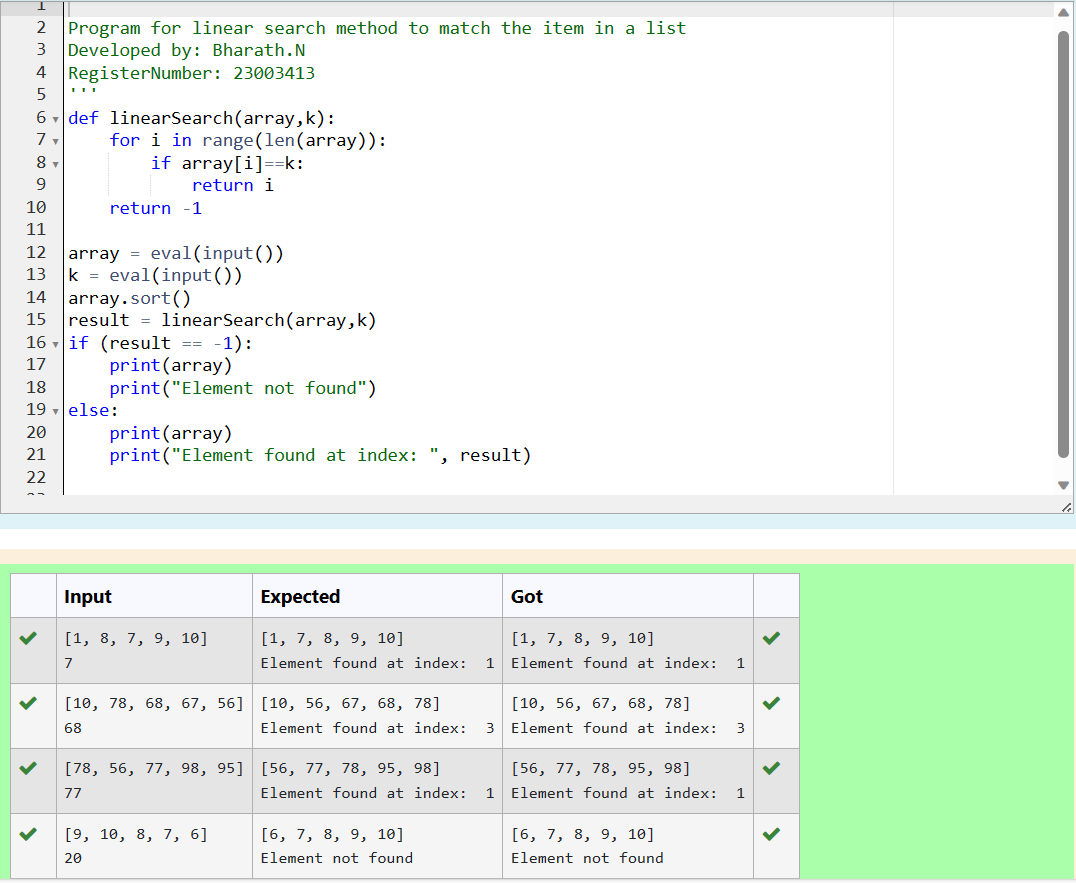 1
2 Program for linear search method to match the item in a list
3 Developed by: Bharath.N
4 RegisterNumber: 23003413
5 '''
6 def linearSearch(array,k):
7     for i in range(len(array)):
8         if array[i]==k:
9             return i
10     return -1
11
12 array = eval(input())
13 k = eval(input())
14 array.sort()
15 result = linearSearch(array,k)
16 if (result == -1):
17     print(array)
18     print("Element not found")
19 else:
20     print(array)
21     print("Element found at index: ", result)
22
Input Expected Got
[1, 8, 7, 9, 10] [1, 7, 8, 9, 10] [1, 7, 8, 9, 10]
7 Element found at index:  1 Element found at index:  1
[10, 78, 68, 67, 56] [10, 56, 67, 68, 78] [10, 56, 67, 68, 78]
68 Element found at index:  3 Element found at index:  3
[78, 56, 77, 98, 95] [56, 77, 78, 95, 98] [56, 77, 78, 95, 98]
77 Element found at index:  1 Element found at index:  1
[9, 10, 8, 7, 6] [6, 7, 8, 9, 10] [6, 7, 8, 9, 10]
20 Element not found Element not found